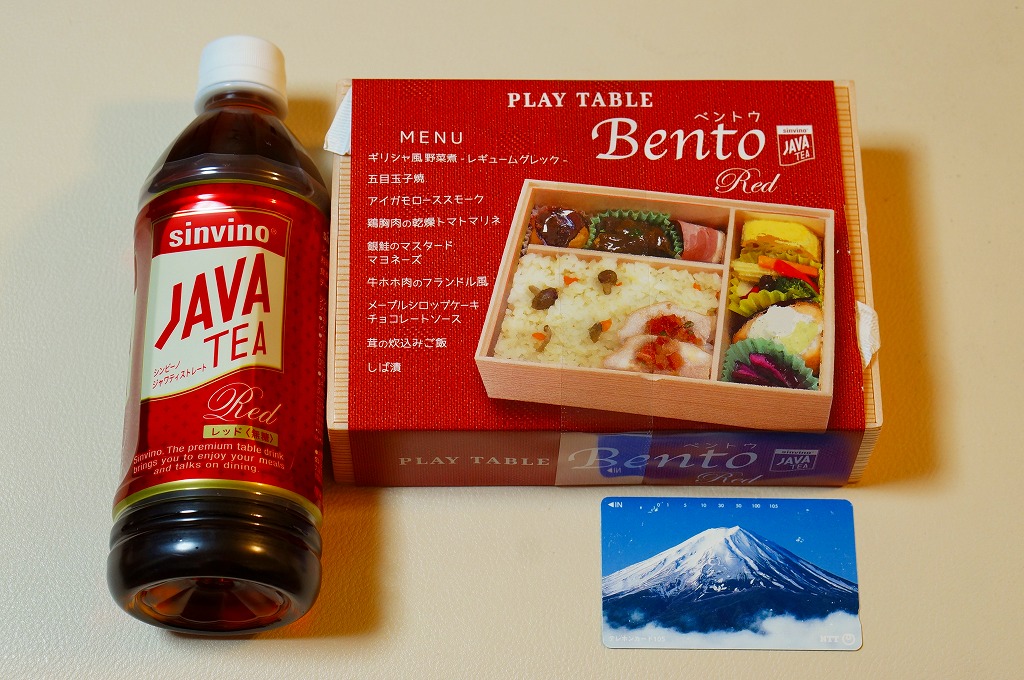 sinvino®
JAVA
TEA
シンビーノ
ジャワティストレート
Red
レッド〈無糖〉
Sinvino. The premium table drink
brings you to enjoy your meals
and talks on dining.
PLAY TABLE
ベントウ
Bento
sinvino
JAVA
TEA
Red
MENU
ギリシャ風 野菜煮 - レギュームグレック -
五目玉子焼
アイガモローススモーク
鶏胸肉の乾燥トマトマリネ
銀鮭のマスタード
マヨネーズ
牛ホホ肉のフランドル風
メープルシロップケーキ
チョコレートソース
茸の炊込みご飯
しば漬
PLAY TABLE
ベントウ
Bento
sinvino
JAVA
TEA
Red
◀IN
◀IN 0 1 5 10 30 50 100 105
テレホンカード105
NTT